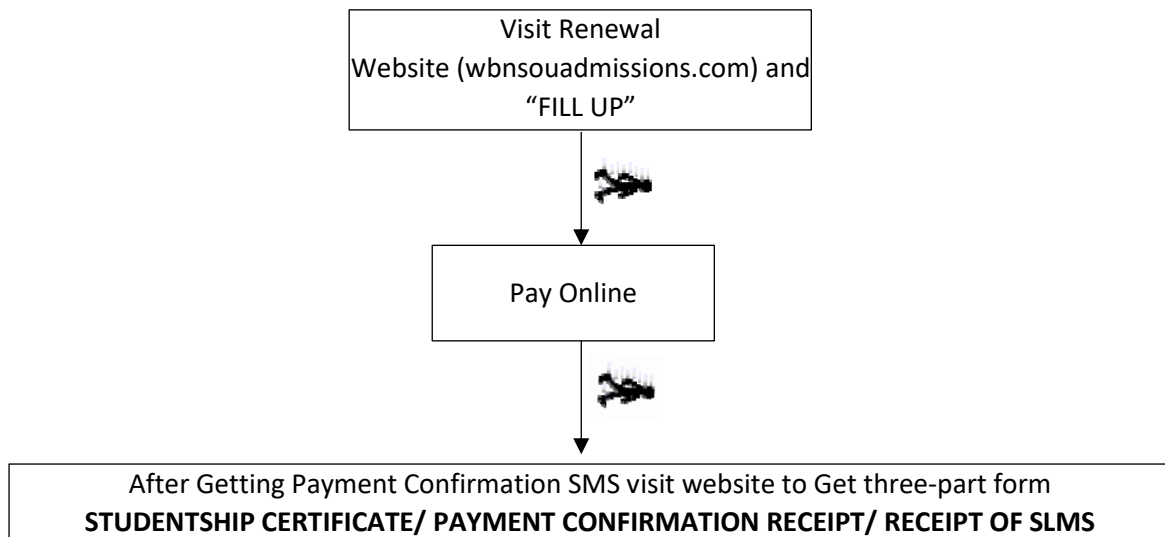 Visit Renewal
Website (wbnsouadmissions.com) and
“FILL UP”
Pay Online
After Getting Payment Confirmation SMS visit website to Get three-part form
STUDENTSHIP CERTIFICATE/ PAYMENT CONFIRMATION RECEIPT/ RECEIPT OF SLMS